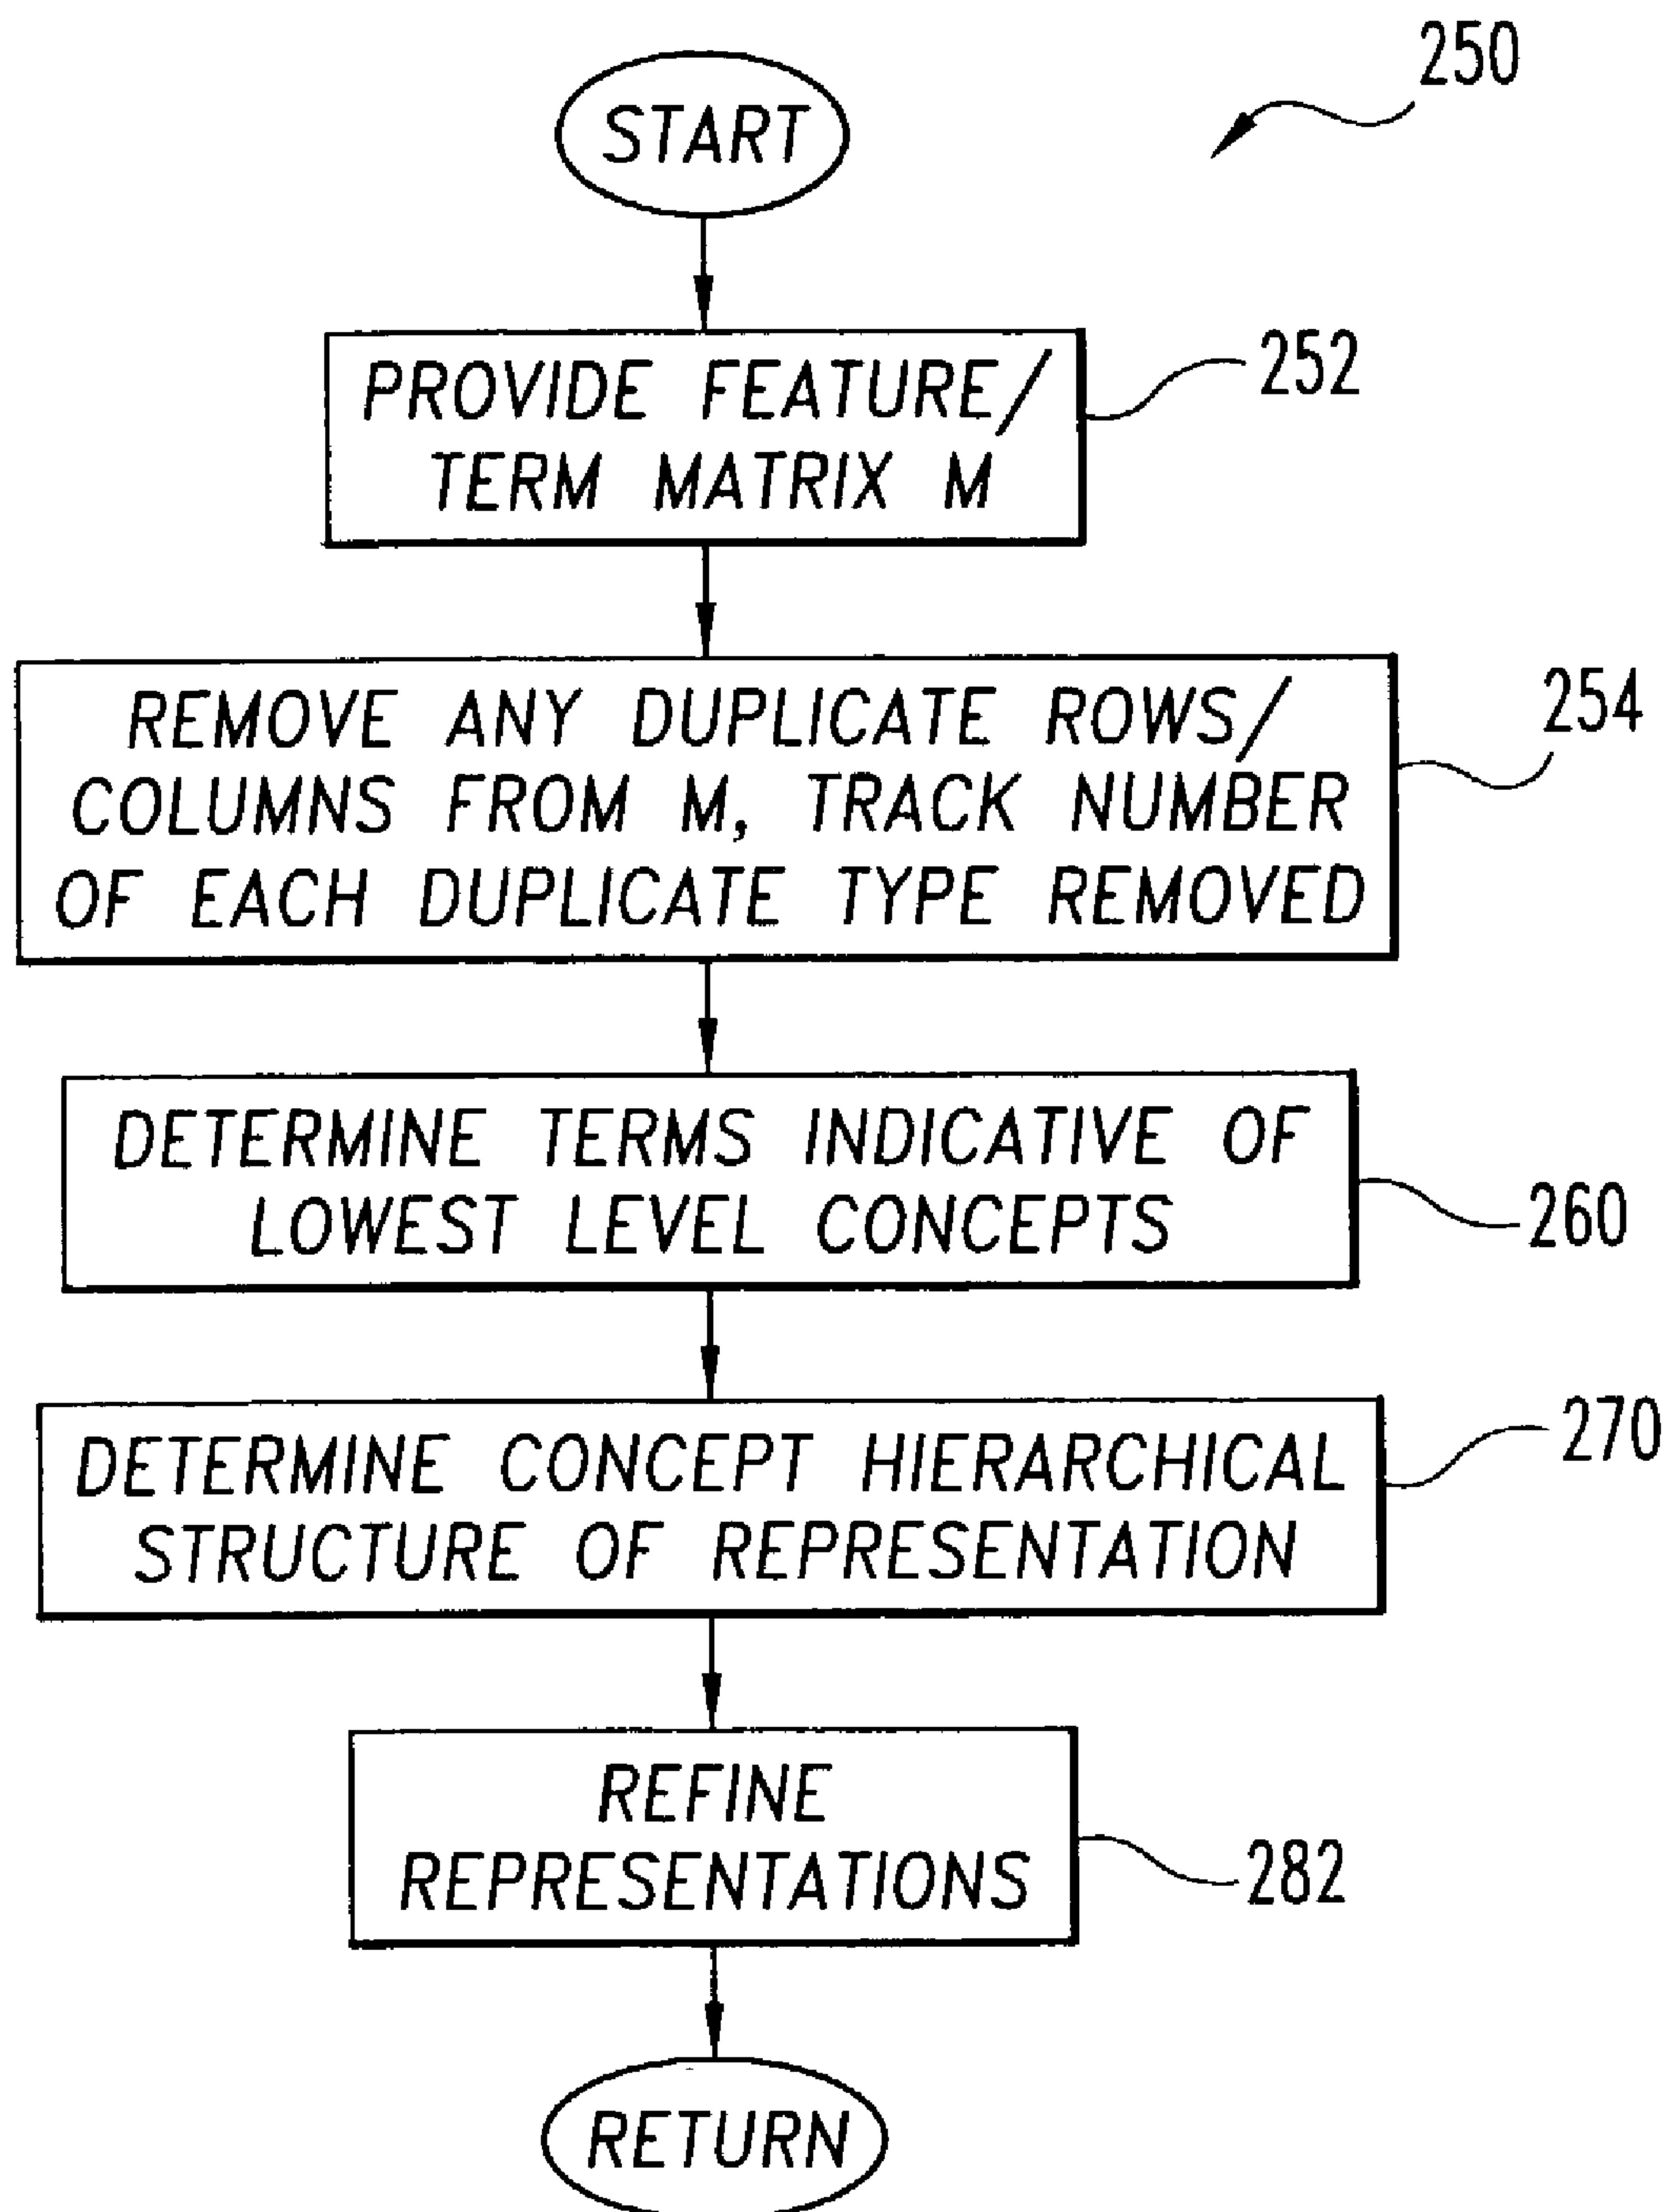 250
START
PROVIDE FEATURE/
TERM MATRIX M
252
REMOVE ANY DUPLICATE ROWS/
COLUMNS FROM M, TRACK NUMBER
OF EACH DUPLICATE TYPE REMOVED
254
DETERMINE TERMS INDICATIVE OF
LOWEST LEVEL CONCEPTS
260
DETERMINE CONCEPT HIERARCHICAL
STRUCTURE OF REPRESENTATION
270
REFINE
REPRESENTATIONS
282
RETURN